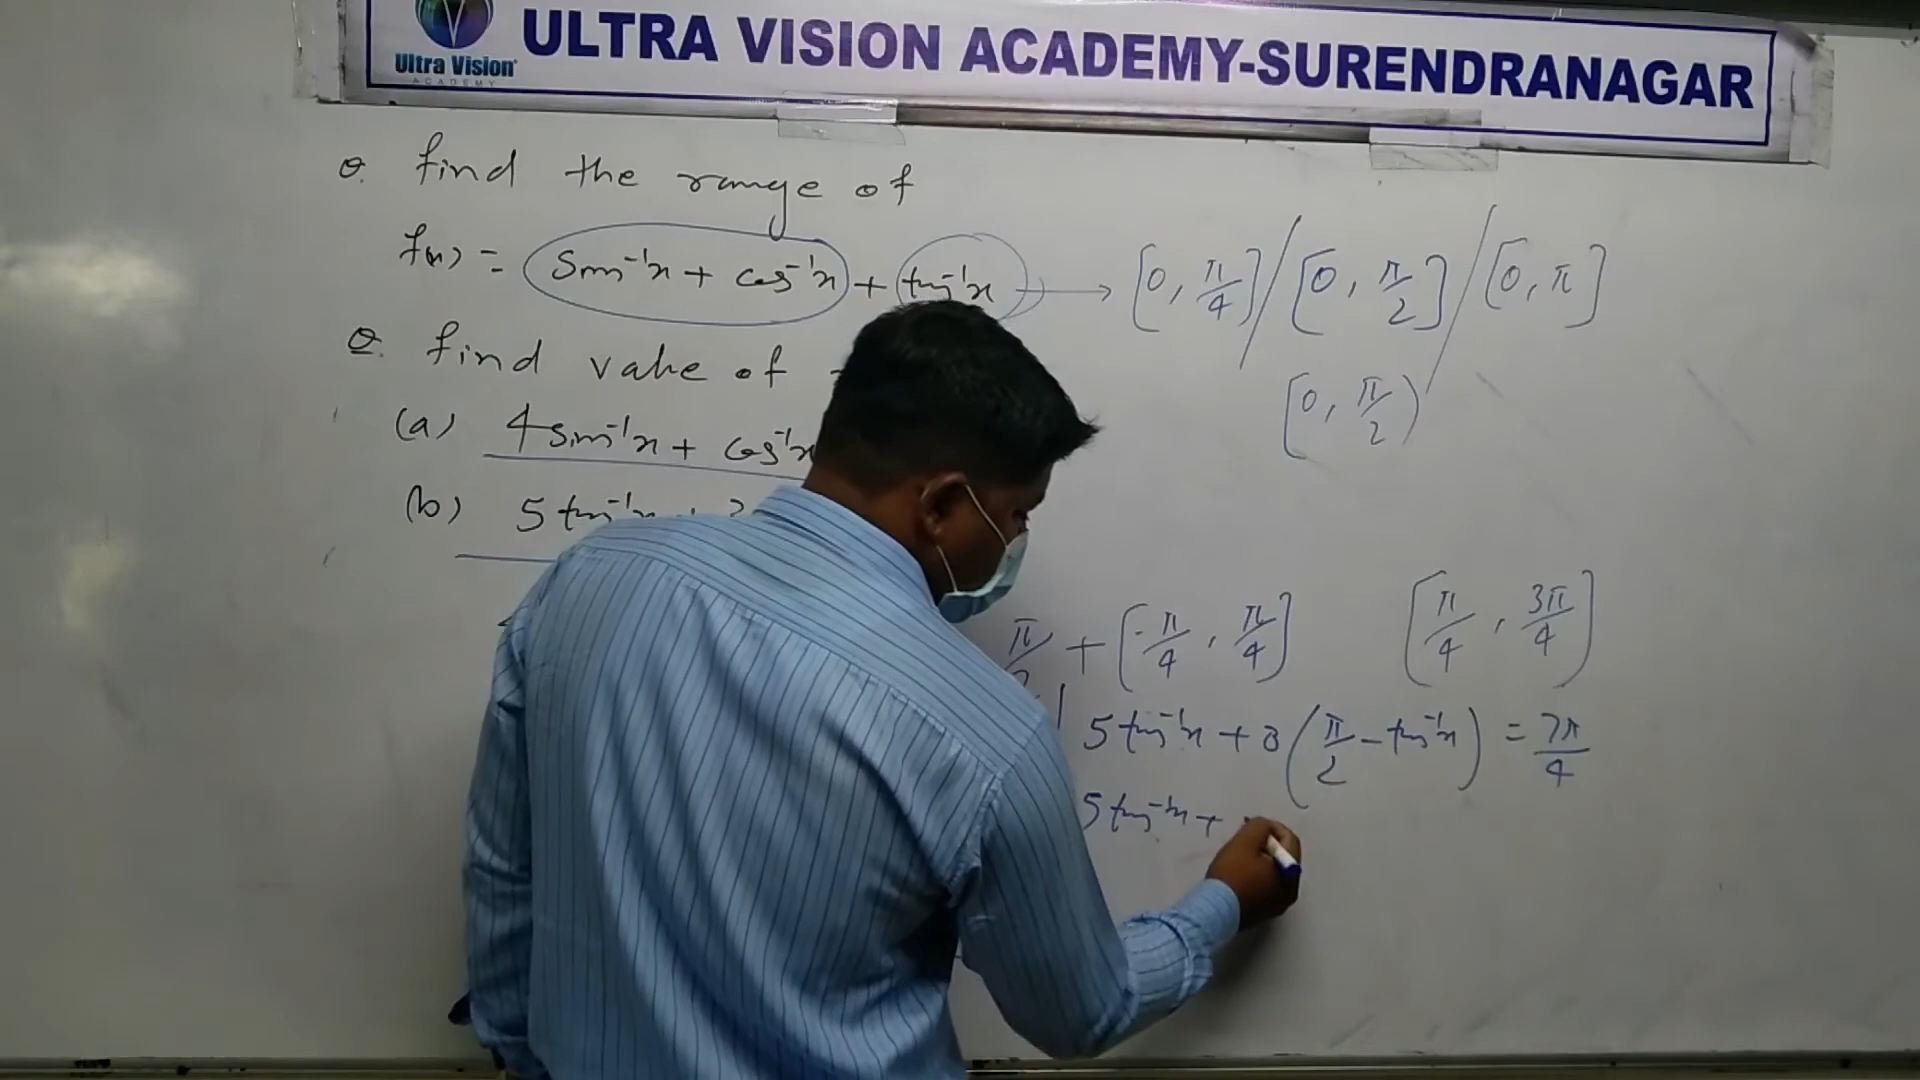 Ultra Vision
ACADEMY
ULTRA VISION ACADEMY-SURENDRANAGAR
Q. find the range of
f(x) = sin⁻¹x + cos⁻¹x + tan⁻¹x → [0, π/4] / [0, π/2] / [0, π]
[0, π/2)
Q. find value of
(a) 4sin⁻¹x + cos⁻¹x
(b) 5tan⁻¹x +
π/2 + [-π/4, π/4] [π/4, 3π/4]
5tan⁻¹x + 3(π/2 - tan⁻¹x) = 7π/4
5tan⁻¹x +